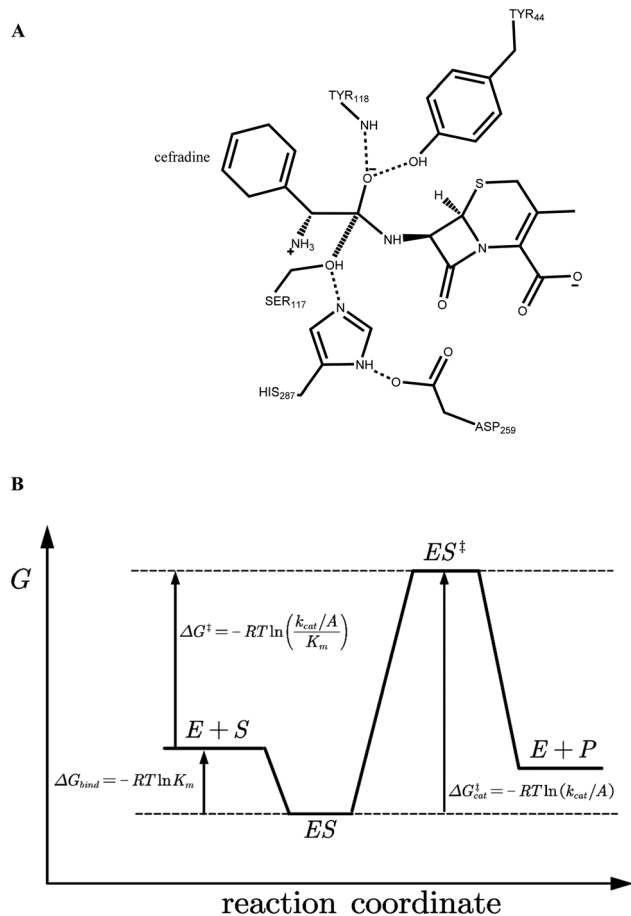 A
TYR44
TYR118
NH
cefradine
O−
OH
S
H
NH3
+
NH
N
OH
O
O
O−
SER117
N
NH
O
O
HIS287
ASP259
B
G
ES‡
ΔG‡ = − RT ln( kcat/A / Km )
E + S
E + P
ΔGbind = − RT ln Km
ΔG‡cat = − RT ln (kcat/A)
ES
reaction coordinate